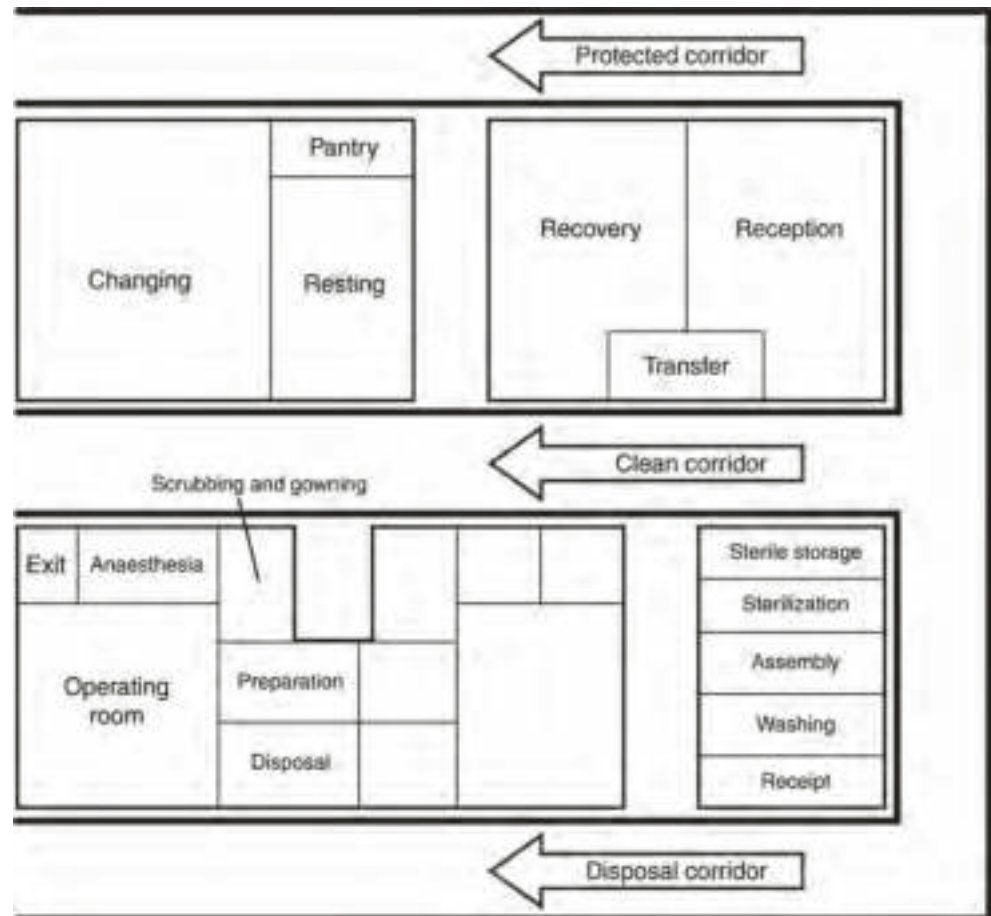 Protected corridor
Pantry
Changing
Resting
Recovery
Reception
Transfer
Clean corridor
Scrubbing and gowning
Exit
Anaesthesia
Operating
room
Preparation
Disposal
Sterile storage
Sterilization
Assembly
Washing
Receipt
Disposal corridor